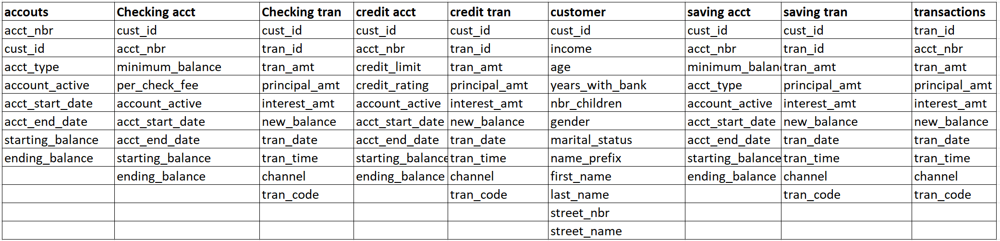 accouts Checking acct Checking tran credit acct credit tran customer saving acct saving tran transactions
acct_nbr cust_id cust_id cust_id cust_id cust_id cust_id cust_id tran_id
cust_id acct_nbr tran_id acct_nbr tran_id income acct_nbr tran_id acct_nbr
acct_type minimum_balance tran_amt credit_limit tran_amt age minimum_balan tran_amt tran_amt
account_active per_check_fee principal_amt credit_rating principal_amt years_with_bank acct_type principal_amt principal_amt
acct_start_date account_active interest_amt account_active interest_amt nbr_children account_active interest_amt interest_amt
acct_end_date acct_start_date new_balance acct_start_date new_balance gender acct_start_date new_balance new_balance
starting_balance acct_end_date tran_date acct_end_date tran_date marital_status acct_end_date tran_date tran_date
ending_balance starting_balance tran_time starting_balance tran_time name_prefix starting_balance tran_time tran_time
ending_balance channel ending_balance channel first_name ending_balance channel channel
tran_code tran_code last_name tran_code tran_code
street_nbr
street_name